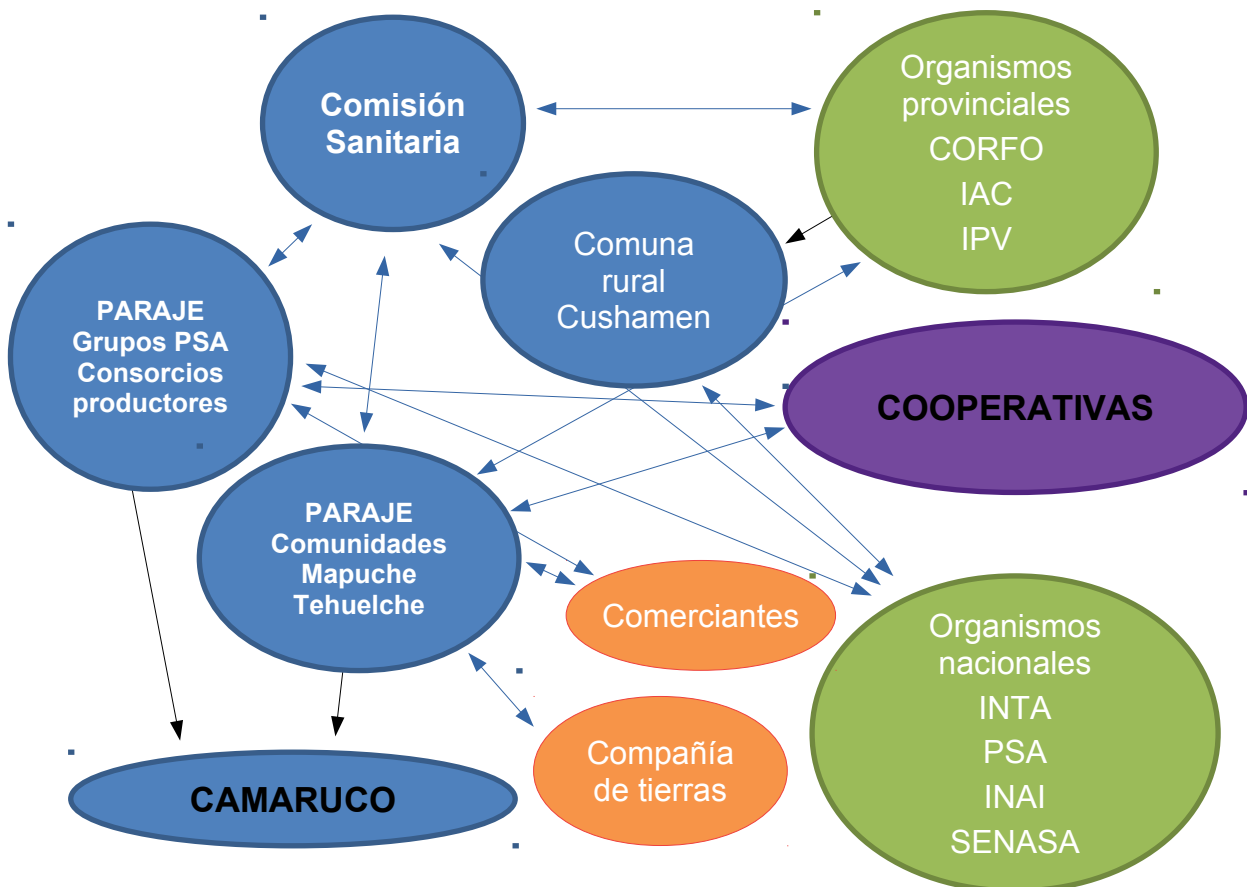 Comisión
Sanitaria
Organismos
provinciales
CORFO
IAC
IPV
Comuna
rural
Cushamen
PARAJE
Grupos PSA
Consorcios
productores
COOPERATIVAS
PARAJE
Comunidades
Mapuche
Tehuelche
Comerciantes
Organismos
nacionales
INTA
PSA
INAI
SENASA
Compañía
de tierras
CAMARUCO